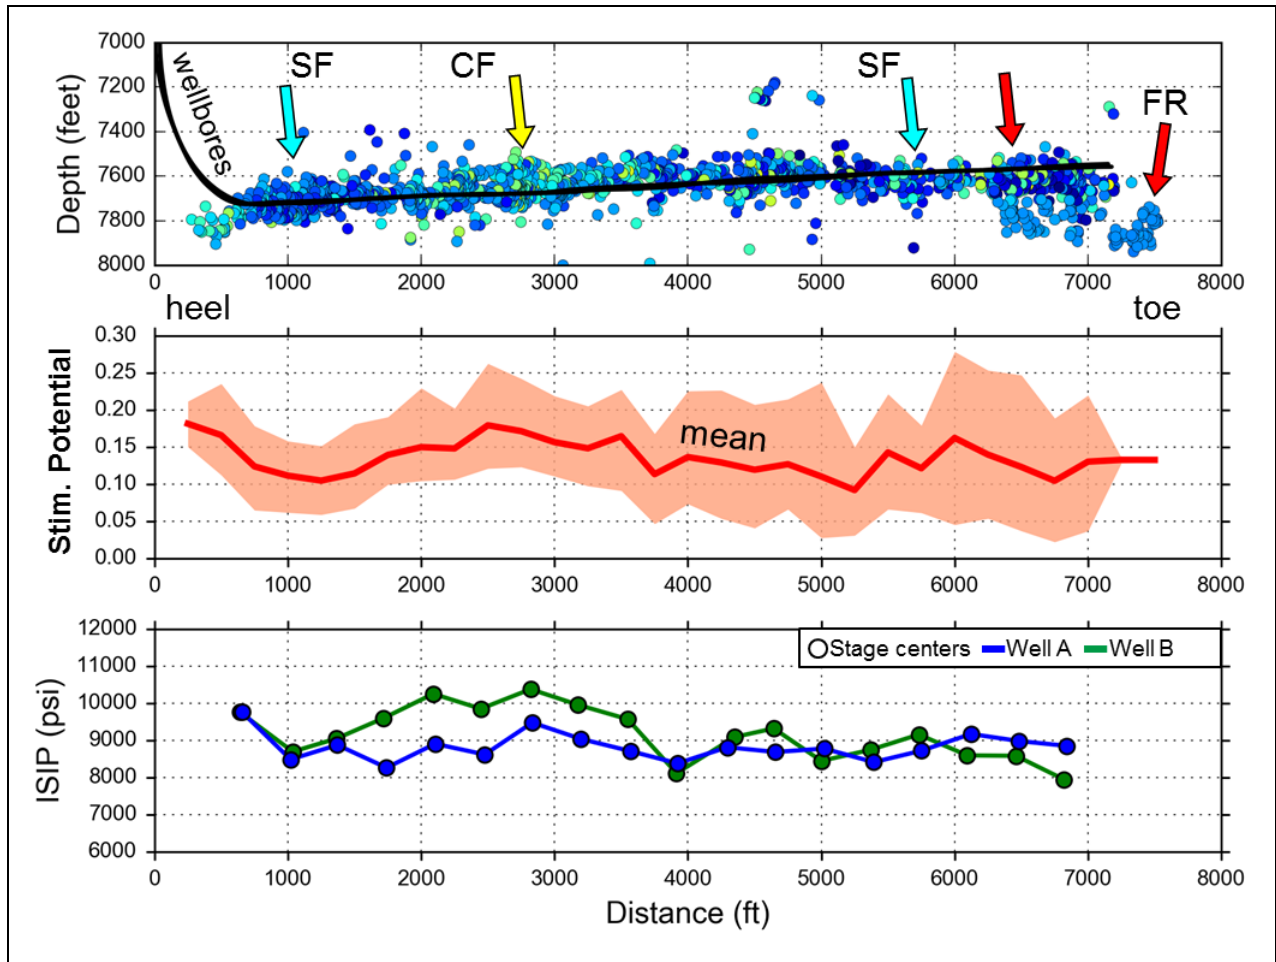 7000
7200
7400
7600
7800
8000
Depth (feet)
wellbores
SF
CF
SF
FR
0 1000 2000 3000 4000 5000 6000 7000 8000
heel
toe
0.30
0.25
0.20
0.15
0.10
0.05
0.00
Stim. Potential
mean
0 1000 2000 3000 4000 5000 6000 7000 8000
12000
11000
10000
9000
8000
7000
6000
ISIP (psi)
Stage centers Well A Well B
0 1000 2000 3000 4000 5000 6000 7000 8000
Distance (ft)